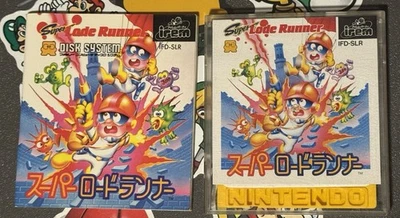 Super Lode Runner
irem
DISK SYSTEM
IFD-SLR
スーパー ロードランナー
Super Lode Runner
irem
IFD-SLR
スーパー ロードランナー
NINTENDO